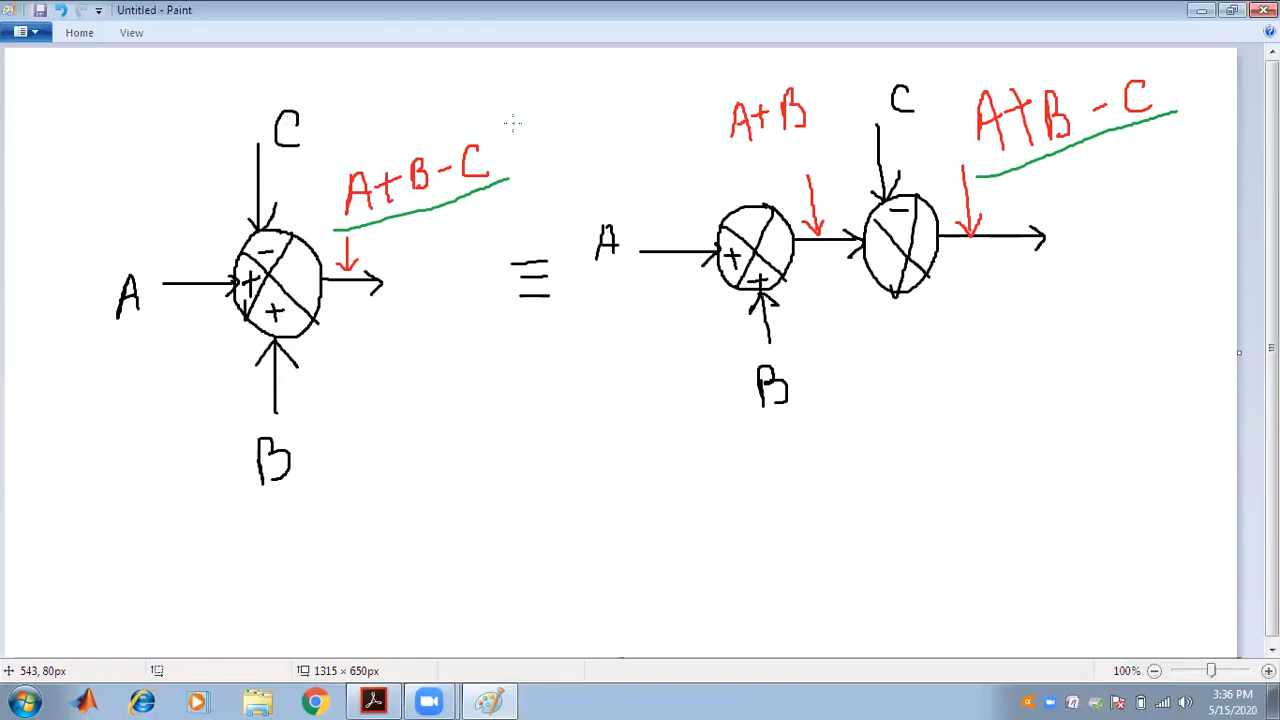 Untitled - Paint
Home View
C
A+B-C
A
-
+
+
B
≡
A+B
C
A+B-C
A
+
+
-
B
543, 80px
1315 × 650px
100%
3:36 PM
5/15/2020